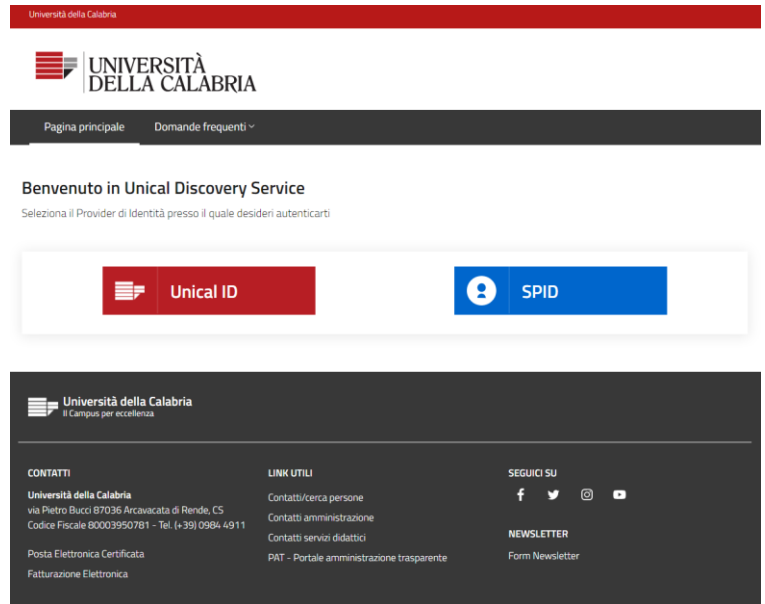 Università della Calabria
UNIVERSITÀ
DELLA CALABRIA
Pagina principale
Domande frequenti
Benvenuto in Unical Discovery Service
Seleziona il Provider di Identità presso il quale desideri autenticarti
Unical ID
SPID
Università della Calabria
Il Campus per eccellenza
CONTATTI
Università della Calabria
via Pietro Bucci 87036 Arcavacata di Rende, CS
Codice Fiscale 80003950781 - Tel. (+39) 0984 4911
Posta Elettronica Certificata
Fatturazione Elettronica
LINK UTILI
Contatti/cerca persone
Contatti amministrazione
Contatti servizi didattici
PAT - Portale amministrazione trasparente
SEGUICI SU
NEWSLETTER
Form Newsletter